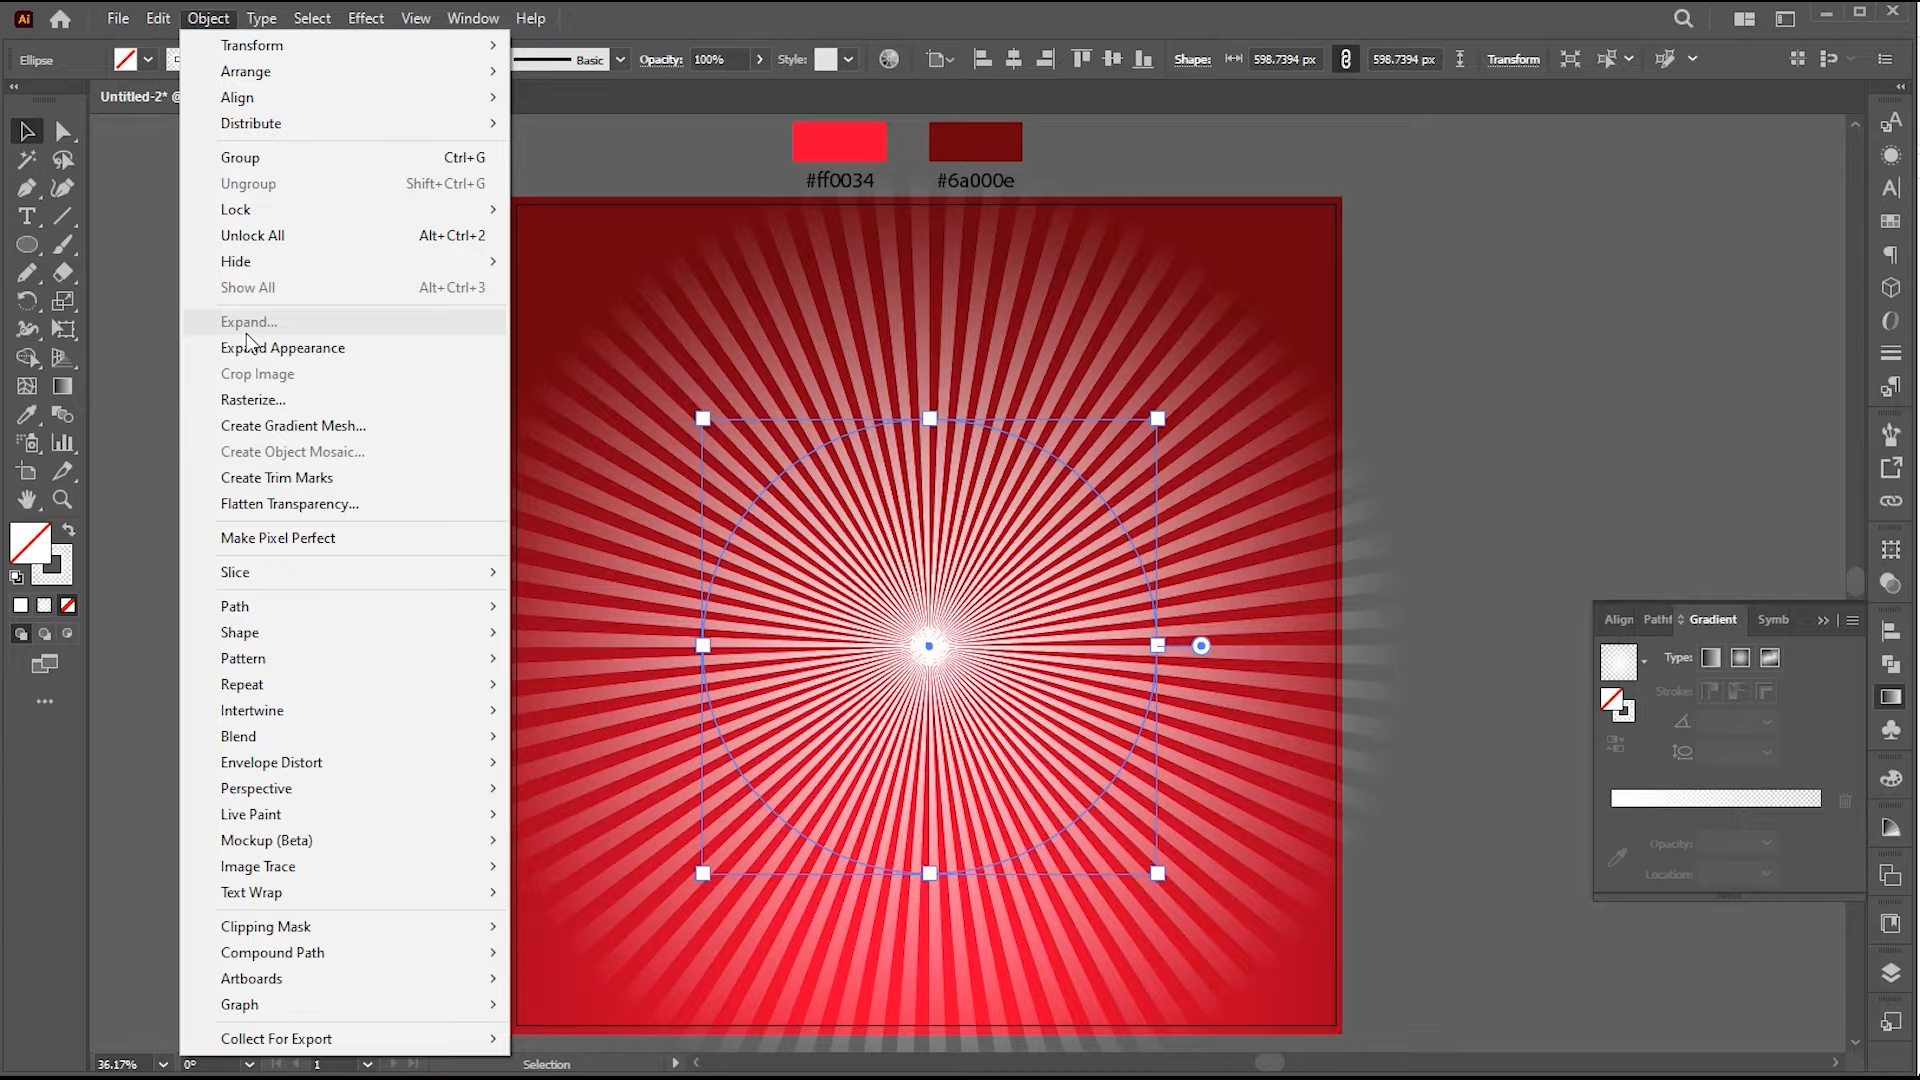 Ai File Edit Object Type Select Effect View Window Help
Ellipse Basic Opacity: 100% Style: Shape: 598.7394 px 598.7394 px Transform
Untitled-2* @
Transform
Arrange
Align
Distribute
Group Ctrl+G
Ungroup Shift+Ctrl+G
Lock
Unlock All Alt+Ctrl+2
Hide
Show All Alt+Ctrl+3
Expand...
Expand Appearance
Crop Image
Rasterize...
Create Gradient Mesh...
Create Object Mosaic...
Create Trim Marks
Flatten Transparency...
Make Pixel Perfect
Slice
Path
Shape
Pattern
Repeat
Intertwine
Blend
Envelope Distort
Perspective
Live Paint
Mockup (Beta)
Image Trace
Text Wrap
Clipping Mask
Compound Path
Artboards
Graph
Collect For Export
#ff0034 #6a000e
Align Pathf Gradient Symb
Type:
Stroke:
Opacity:
Location:
36.17% 0° 1 Selection